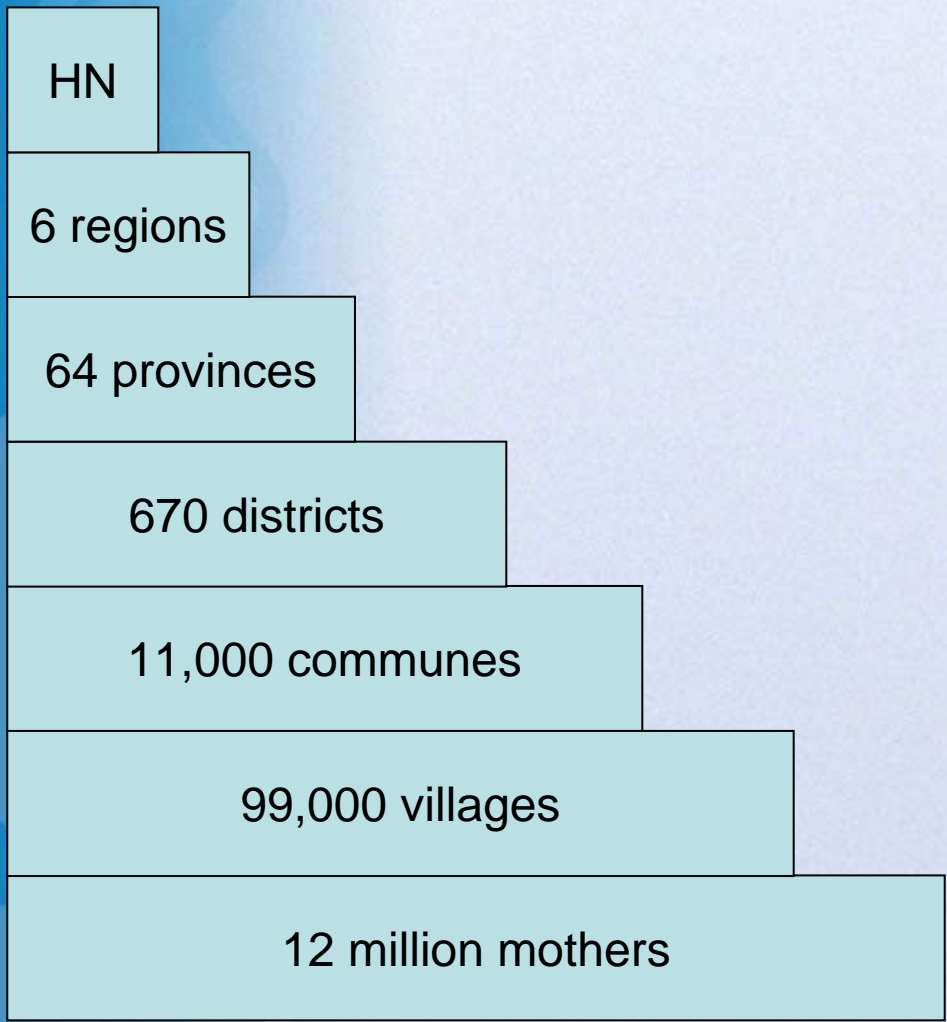 HN
6 regions
64 provinces
670 districts
11,000 communes
99,000 villages
12 million mothers